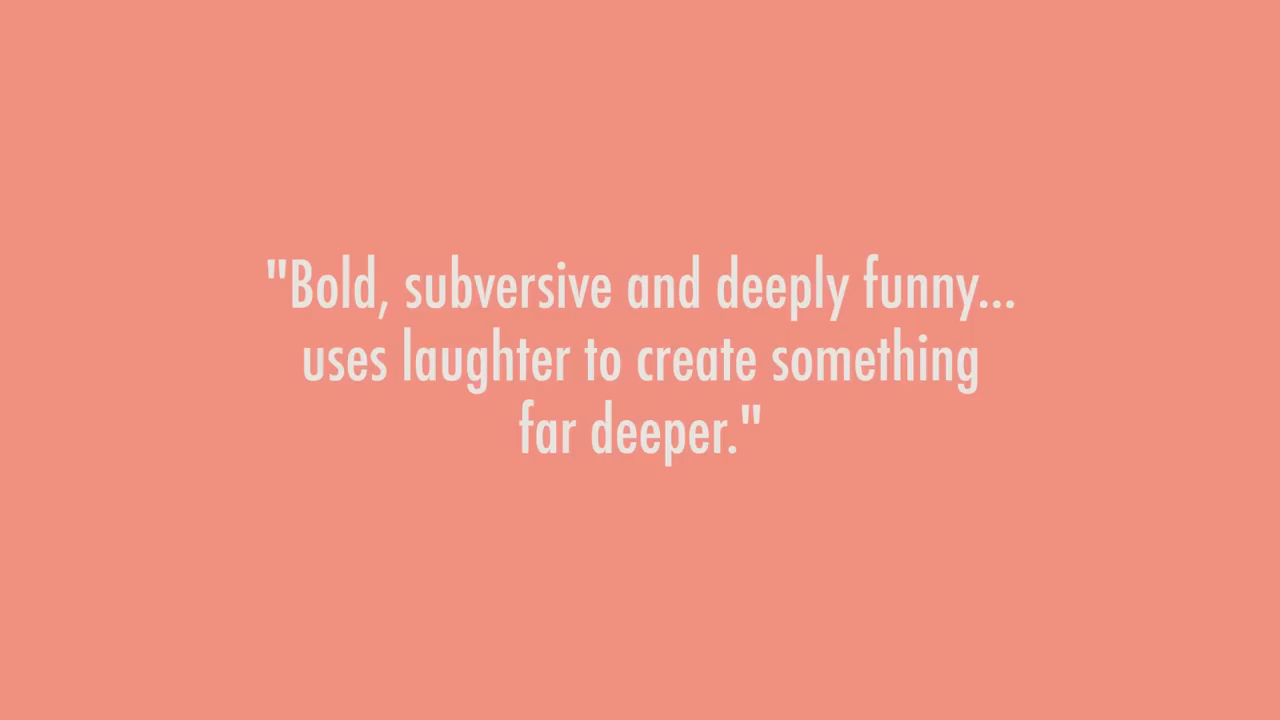 "Bold, subversive and deeply funny...
uses laughter to create something
far deeper."